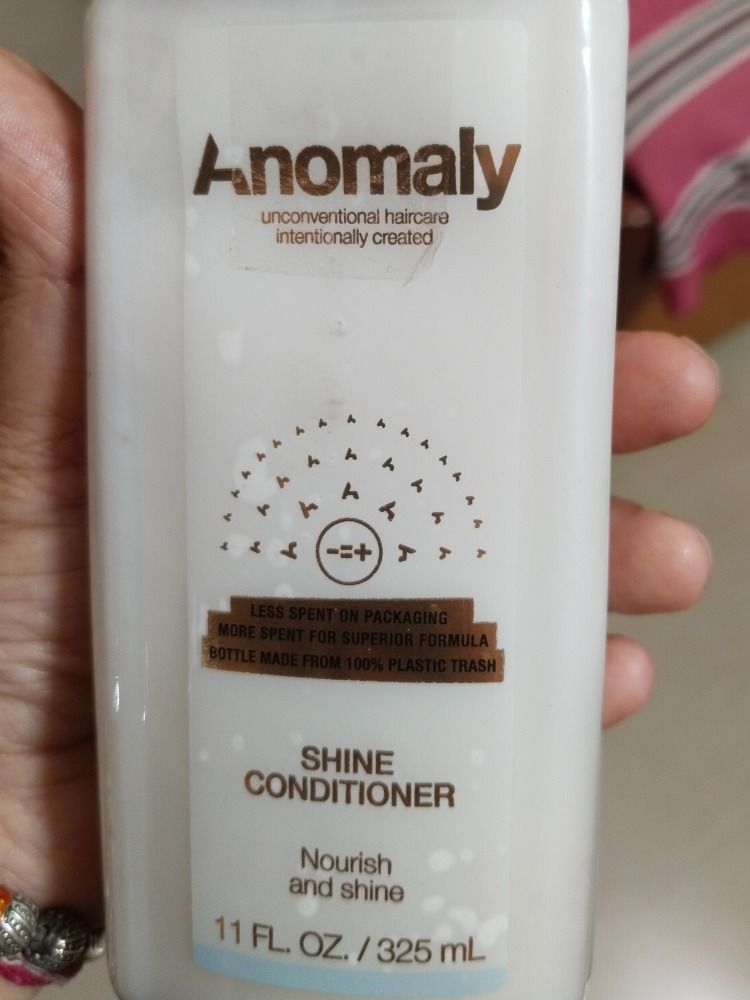 Anomaly
unconventional haircare
intentionally created
-=+
LESS SPENT ON PACKAGING
MORE SPENT FOR SUPERIOR FORMULA
BOTTLE MADE FROM 100% PLASTIC TRASH
SHINE
CONDITIONER
Nourish
and shine
11 FL. OZ. / 325 mL